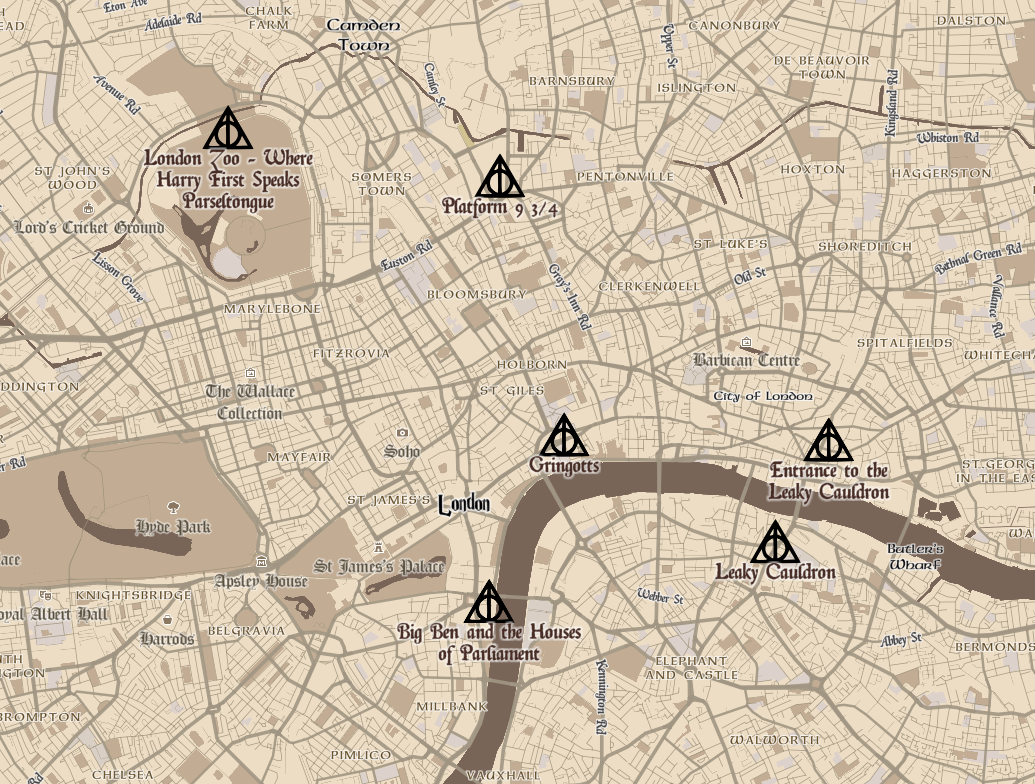 Eton Ave
Adelaide Rd
CHALK
FARM
Camden
Town
CANONBURY
DALSTON
Upper St
DE BEAUVOIR
TOWN
Avenue Rd
Camley St
BARNSBURY
ISLINGTON
Kingsland Rd
Whiston Rd
London Zoo - Where
Harry First Speaks
Parseltongue
ST JOHN'S
WOOD
SOMERS
TOWN
PENTONVILLE
HOXTON
HAGGERSTON
Platform 9 3/4
Lord's Cricket Ground
Euston Rd
ST LUKE'S
SHOREDITCH
Bethnal Green Rd
Lisson Grove
Gray's Inn Rd
Old St
Vallance Rd
BLOOMSBURY
CLERKENWELL
MARYLEBONE
FITZROVIA
SPITALFIELDS
WHITECH
Barbican Centre
HOLBORN
DDINGTON
The Wallace
Collection
ST GILES
City of London
Soho
MAYFAIR
Gringotts
Entrance to the
Leaky Cauldron
ST.GEORG
IN THE EAS
er Rd
ST JAMES'S
London
Hyde Park
WA
ace
St James's Palace
Apsley House
Leaky Cauldron
Butler's
Wharf
KNIGHTSBRIDGE
oyal Albert Hall
Webber St
Harrods
BELGRAVIA
Big Ben and the Houses
of Parliament
Abbey St
BERMONDS
TH
NGTON
ELEPHANT
AND CASTLE
Kennington Rd
BROMPTON
MILLBANK
PIMLICO
WALWORTH
CHELSEA
VAUXHALL
Rd